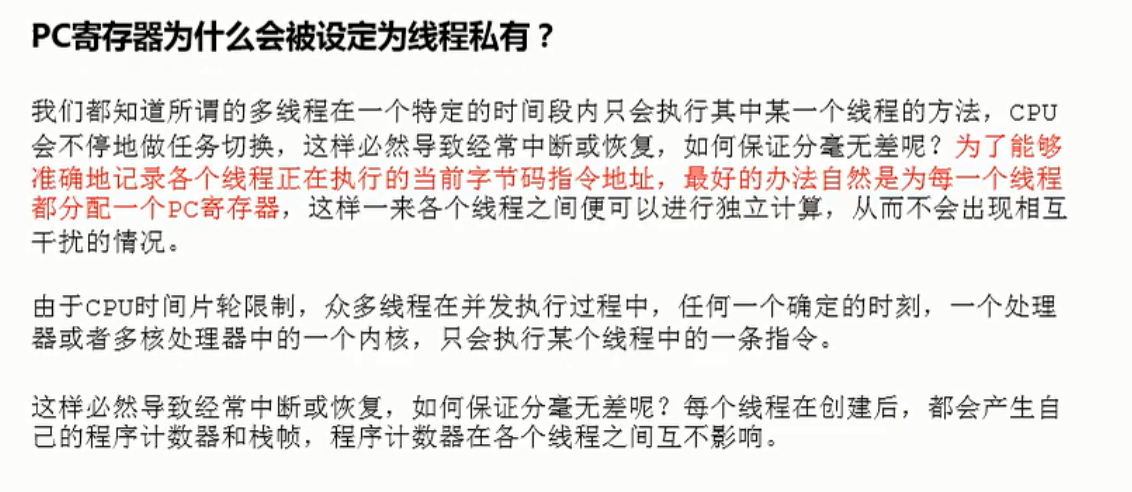 PC寄存器为什么会被设定为线程私有？
我们都知道所谓的多线程在一个特定的时间段内只会执行其中某一个线程的方法，CPU
会不停地做任务切换，这样必然导致经常中断或恢复，如何保证分毫无差呢？为了能够
准确地记录各个线程正在执行的当前字节码指令地址，最好的办法自然是为每一个线程
都分配一个PC寄存器，这样一来各个线程之间便可以进行独立计算，从而不会出现相互
干扰的情况。
由于CPU时间片轮限制，众多线程在并发执行过程中，任何一个确定的时刻，一个处理
器或者多核处理器中的一个内核，只会执行某个线程中的一条指令。
这样必然导致经常中断或恢复，如何保证分毫无差呢？每个线程在创建后，都会产生自
己的程序计数器和栈帧，程序计数器在各个线程之间互不影响。